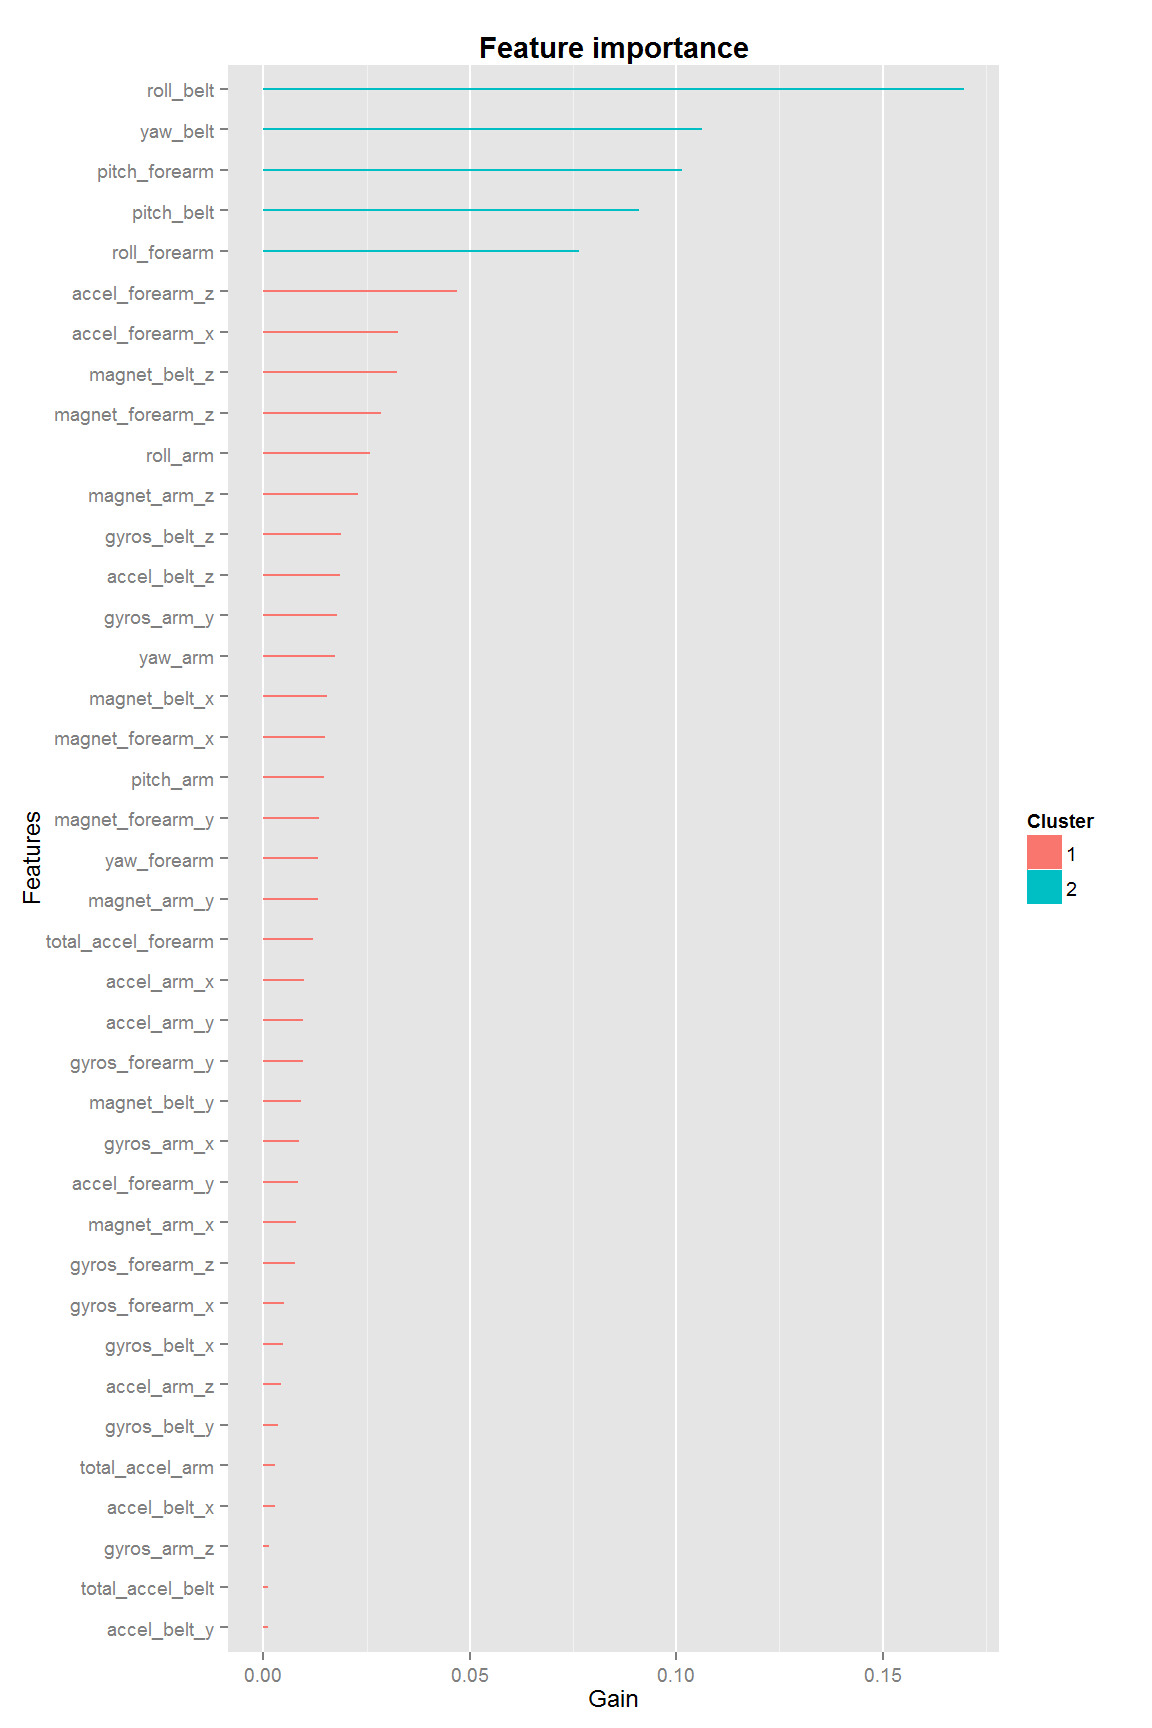 Feature importance
roll_belt
yaw_belt
pitch_forearm
pitch_belt
roll_forearm
accel_forearm_z
accel_forearm_x
magnet_belt_z
magnet_forearm_z
roll_arm
magnet_arm_z
gyros_belt_z
accel_belt_z
gyros_arm_y
yaw_arm
magnet_belt_x
magnet_forearm_x
pitch_arm
magnet_forearm_y
yaw_forearm
magnet_arm_y
total_accel_forearm
accel_arm_x
accel_arm_y
gyros_forearm_y
magnet_belt_y
gyros_arm_x
accel_forearm_y
magnet_arm_x
gyros_forearm_z
gyros_forearm_x
gyros_belt_x
accel_arm_z
gyros_belt_y
total_accel_arm
accel_belt_x
gyros_arm_z
total_accel_belt
accel_belt_y
Features
0.00 0.05 0.10 0.15
Gain
Cluster
1
2